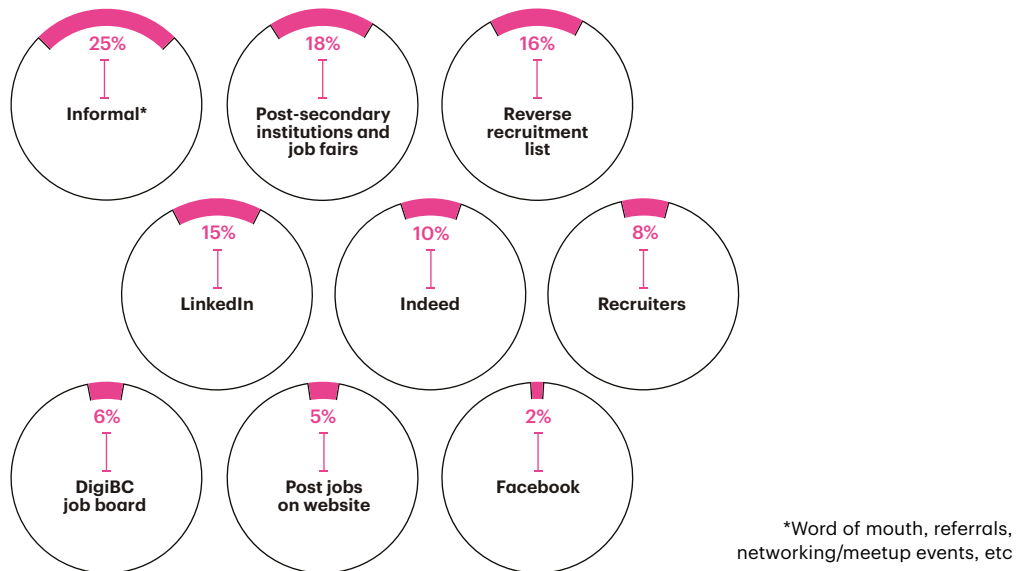 25%
Informal*
18%
Post-secondary
institutions and
job fairs
16%
Reverse
recruitment
list
15%
LinkedIn
10%
Indeed
8%
Recruiters
6%
DigiBC
job board
5%
Post jobs
on website
2%
Facebook
*Word of mouth, referrals,
networking/meetup events, etc